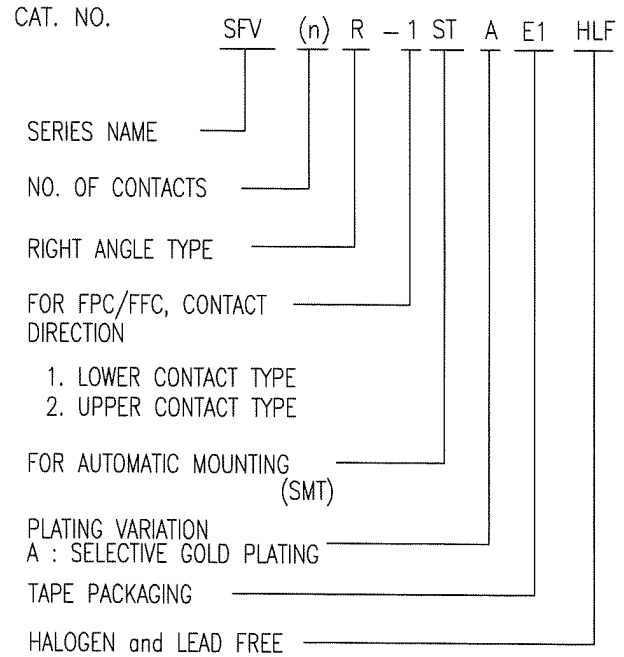 CAT. NO. SFV (n) R - 1 ST A E1 HLF
SERIES NAME
NO. OF CONTACTS
RIGHT ANGLE TYPE
FOR FPC/FFC, CONTACT
DIRECTION
1. LOWER CONTACT TYPE
2. UPPER CONTACT TYPE
FOR AUTOMATIC MOUNTING
(SMT)
PLATING VARIATION
A : SELECTIVE GOLD PLATING
TAPE PACKAGING
HALOGEN and LEAD FREE